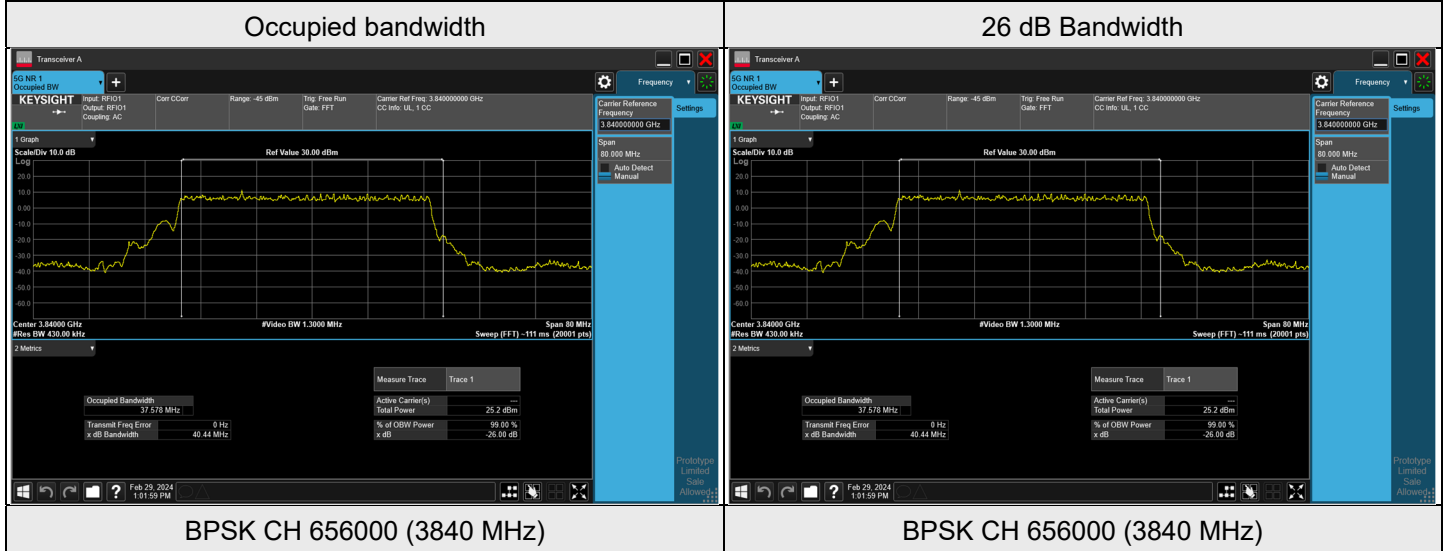 Occupied bandwidth
26 dB Bandwidth
Transceiver A
5G NR 1
Occupied BW
Frequency
KEYSIGHT
Input: RFIO1
Output: RFIO1
Coupling: AC
Corr CCorr
Range: -45 dBm
Trig: Free Run
Gate: FFT
Carrier Ref Freq: 3.840000000 GHz
CC Info: UL, 1 CC
Carrier Reference
Frequency
3.840000000 GHz
Settings
Span
80.000 MHz
Auto Detect
Manual
1 Graph
Scale/Div 10.0 dB
Ref Value 30.00 dBm
Log
20.0
10.0
0.00
-10.0
-20.0
-30.0
-40.0
-50.0
-60.0
Center 3.84000 GHz
#Video BW 1.3000 MHz
Span 80 MHz
#Res BW 430.00 kHz
Sweep (FFT) ~111 ms (20001 pts)
2 Metrics
Measure Trace Trace 1
Occupied Bandwidth
37.578 MHz
Active Carrier(s) ---
Total Power 25.2 dBm
Transmit Freq Error 0 Hz
x dB Bandwidth 40.44 MHz
% of OBW Power 99.00 %
x dB -26.00 dB
Prototype
Limited
Sale
Allowed
Feb 29, 2024
1:01:59 PM
Transceiver A
5G NR 1
Occupied BW
Frequency
KEYSIGHT
Input: RFIO1
Output: RFIO1
Coupling: AC
Corr CCorr
Range: -45 dBm
Trig: Free Run
Gate: FFT
Carrier Ref Freq: 3.840000000 GHz
CC Info: UL, 1 CC
Carrier Reference
Frequency
3.840000000 GHz
Settings
Span
80.000 MHz
Auto Detect
Manual
1 Graph
Scale/Div 10.0 dB
Ref Value 30.00 dBm
Log
20.0
10.0
0.00
-10.0
-20.0
-30.0
-40.0
-50.0
-60.0
Center 3.84000 GHz
#Video BW 1.3000 MHz
Span 80 MHz
#Res BW 430.00 kHz
Sweep (FFT) ~111 ms (20001 pts)
2 Metrics
Measure Trace Trace 1
Occupied Bandwidth
37.578 MHz
Active Carrier(s) ---
Total Power 25.2 dBm
Transmit Freq Error 0 Hz
x dB Bandwidth 40.44 MHz
% of OBW Power 99.00 %
x dB -26.00 dB
Prototype
Limited
Sale
Allowed
Feb 29, 2024
1:01:59 PM
BPSK CH 656000 (3840 MHz)
BPSK CH 656000 (3840 MHz)